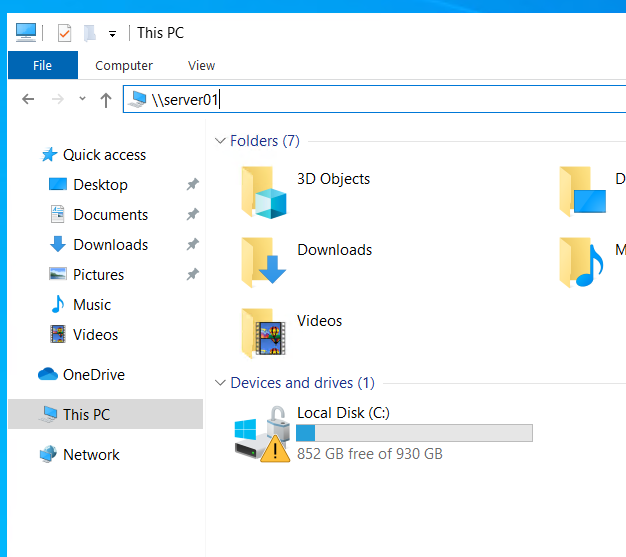 This PC
File
Computer
View
\\server01
Quick access
Desktop
Documents
Downloads
Pictures
Music
Videos
OneDrive
This PC
Network
Folders (7)
3D Objects
D
Downloads
M
Videos
Devices and drives (1)
Local Disk (C:)
852 GB free of 930 GB